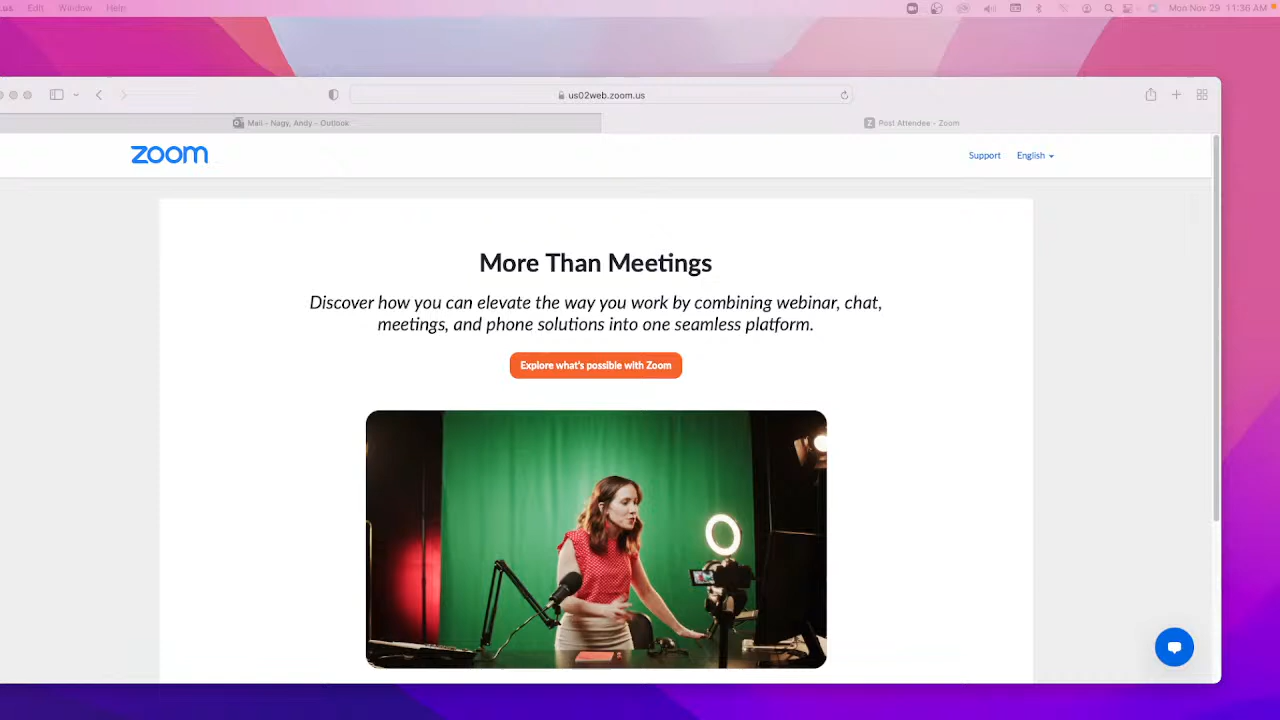 .us Edit Window Help Mon Nov 29 11:36 AM
us02web.zoom.us
Mail - Nagy, Andy - Outlook Post Attendee - Zoom
zoom Support English
More Than Meetings
Discover how you can elevate the way you work by combining webinar, chat,
meetings, and phone solutions into one seamless platform.
Explore what's possible with Zoom